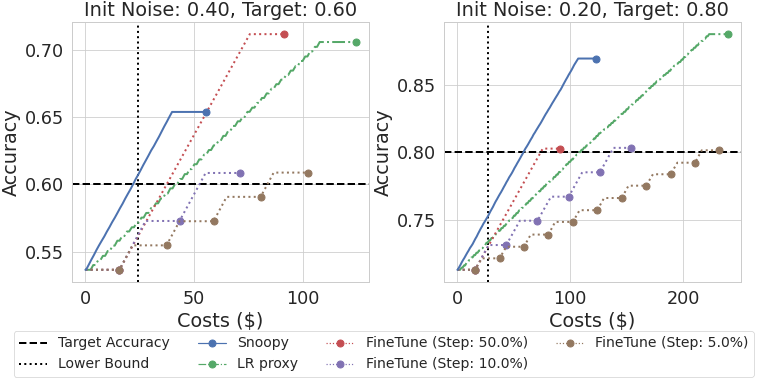 Init Noise: 0.40, Target: 0.60
Accuracy
0.70
0.65
0.60
0.55
0
50
100
Costs ($)
Init Noise: 0.20, Target: 0.80
Accuracy
0.85
0.80
0.75
0
100
200
Costs ($)
Target Accuracy
Lower Bound
Snoopy
LR proxy
FineTune (Step: 50.0%)
FineTune (Step: 10.0%)
FineTune (Step: 5.0%)